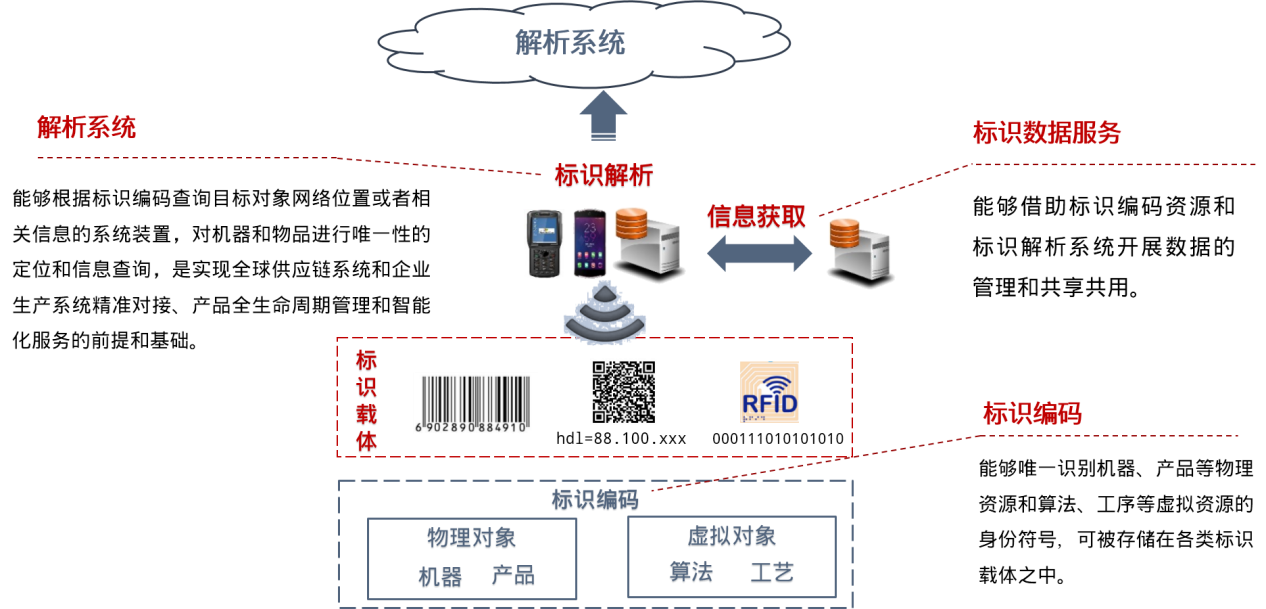 解析系统
解析系统
能够根据标识编码查询目标对象网络位置或者相
关信息的系统装置，对机器和物品进行唯一性的
定位和信息查询，是实现全球供应链系统和企业
生产系统精准对接、产品全生命周期管理和智能
化服务的前提和基础。
标识解析
信息获取
标识数据服务
能够借助标识编码资源和
标识解析系统开展数据的
管理和共享共用。
标识载体
6902890884910
hdl=88.100.xxx
RFID
000111010101010
标识编码
能够唯一识别机器、产品等物理
资源和算法、工序等虚拟资源的
身份符号，可被存储在各类标识
载体之中。
标识编码
物理对象
机器 产品
虚拟对象
算法 工艺